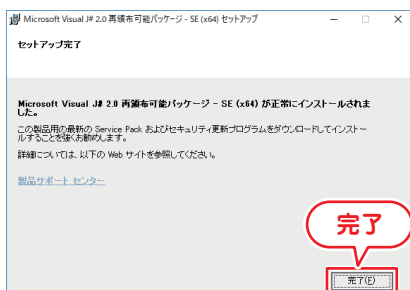 Microsoft Visual J# 2.0 再頒布可能パッケージ - SE (x64) セットアップ
セットアップ完了
Microsoft Visual J# 2.0 再頒布可能パッケージ - SE (x64) が正常にインストールされま
した。
この製品用の最新の Service Pack およびセキュリティ更新プログラムをダウンロードしてインストー
ルすることを強くお勧めします。
詳細については、以下の Web サイトを参照してください。
製品サポート センター
完了
完了(F)